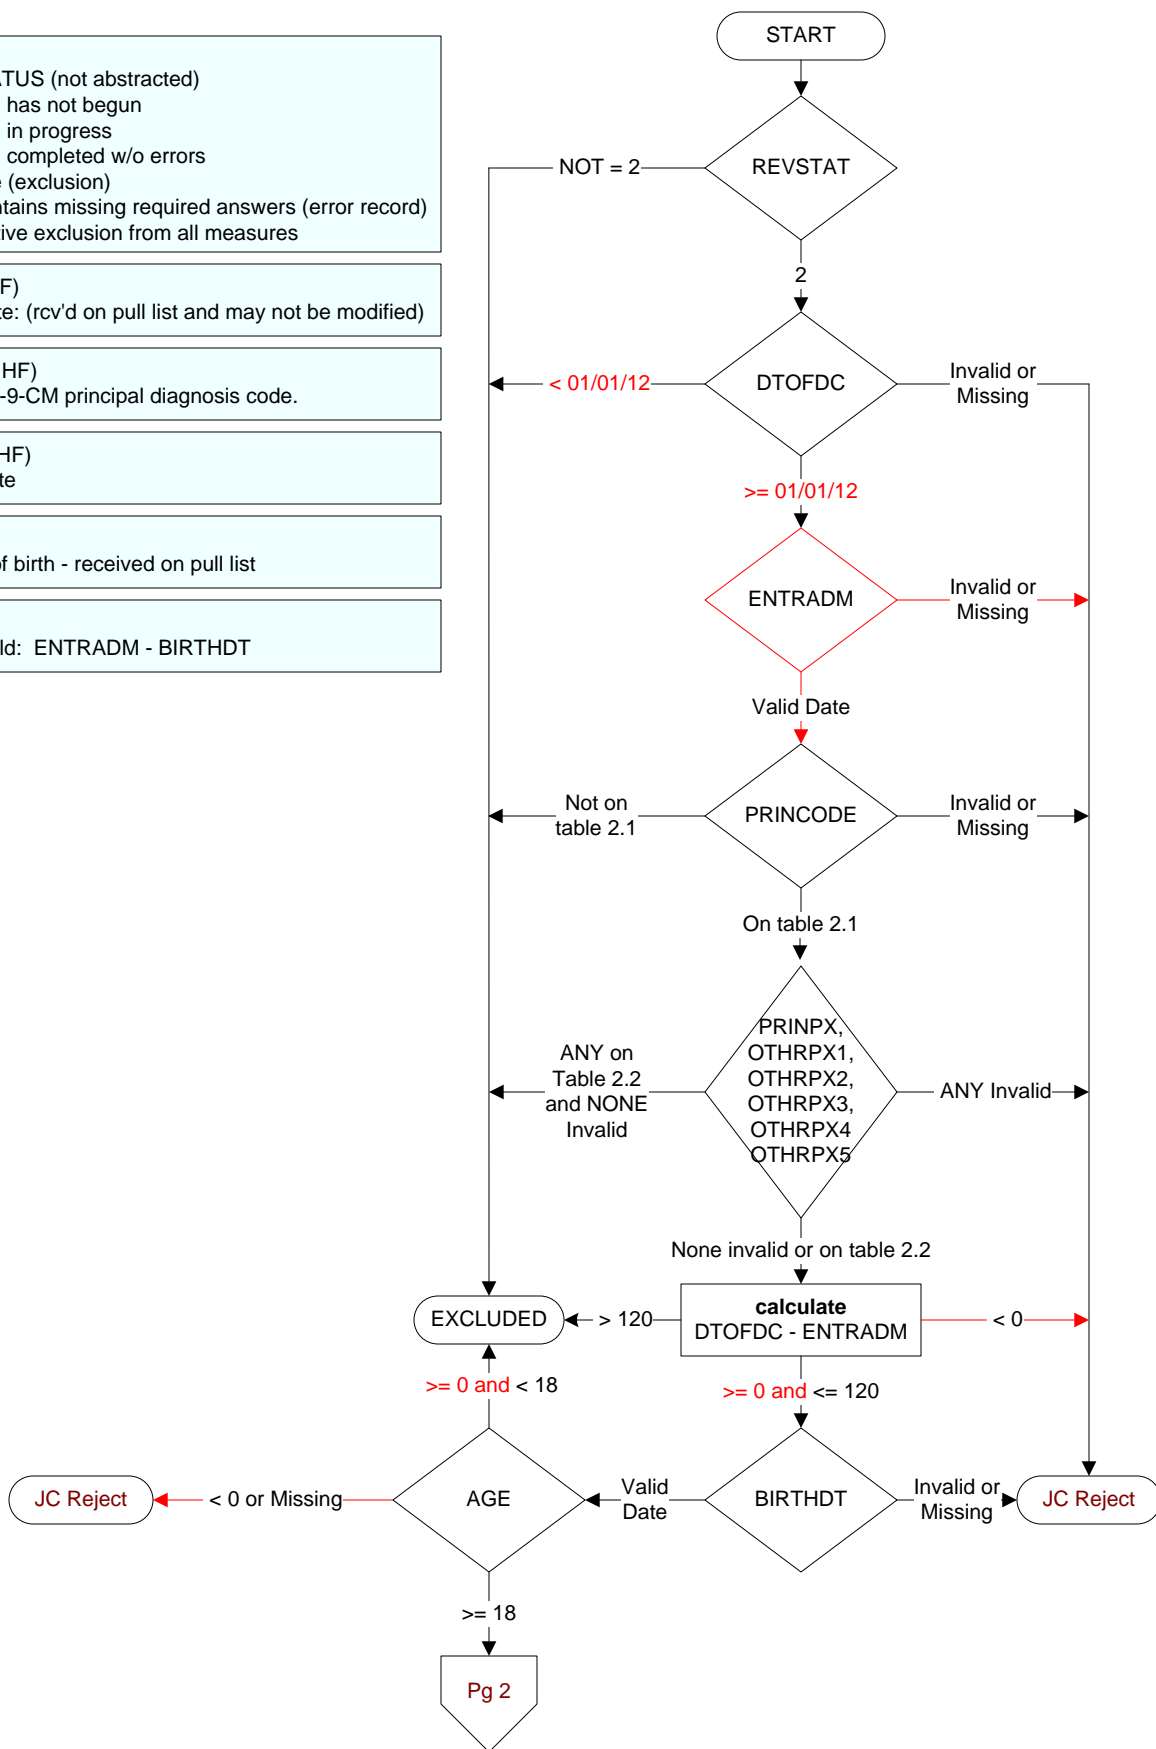 START
ATUS (not abstracted)
has not begun
in progress
completed w/o errors
e (exclusion)
ntains missing required answers (error record)
tive exclusion from all measures
F)
te: (rcv'd on pull list and may not be modified)
HF)
-9-CM principal diagnosis code.
HF)
te
of birth - received on pull list
ld: ENTRADM - BIRTHDT
NOT = 2
REVSTAT
2
< 01/01/12
DTOFDC
Invalid or
Missing
>= 01/01/12
ENTRADM
Invalid or
Missing
Valid Date
Not on
table 2.1
PRINCODE
Invalid or
Missing
On table 2.1
ANY on
Table 2.2
and NONE
Invalid
PRINPX,
OTHRPX1,
OTHRPX2,
OTHRPX3,
OTHRPX4
OTHRPX5
ANY Invalid
None invalid or on table 2.2
EXCLUDED
> 120
calculate
DTOFDC - ENTRADM
< 0
>= 0 and < 18
>= 0 and <= 120
JC Reject
< 0 or Missing
AGE
Valid
Date
BIRTHDT
Invalid or
Missing
JC Reject
>= 18
Pg 2